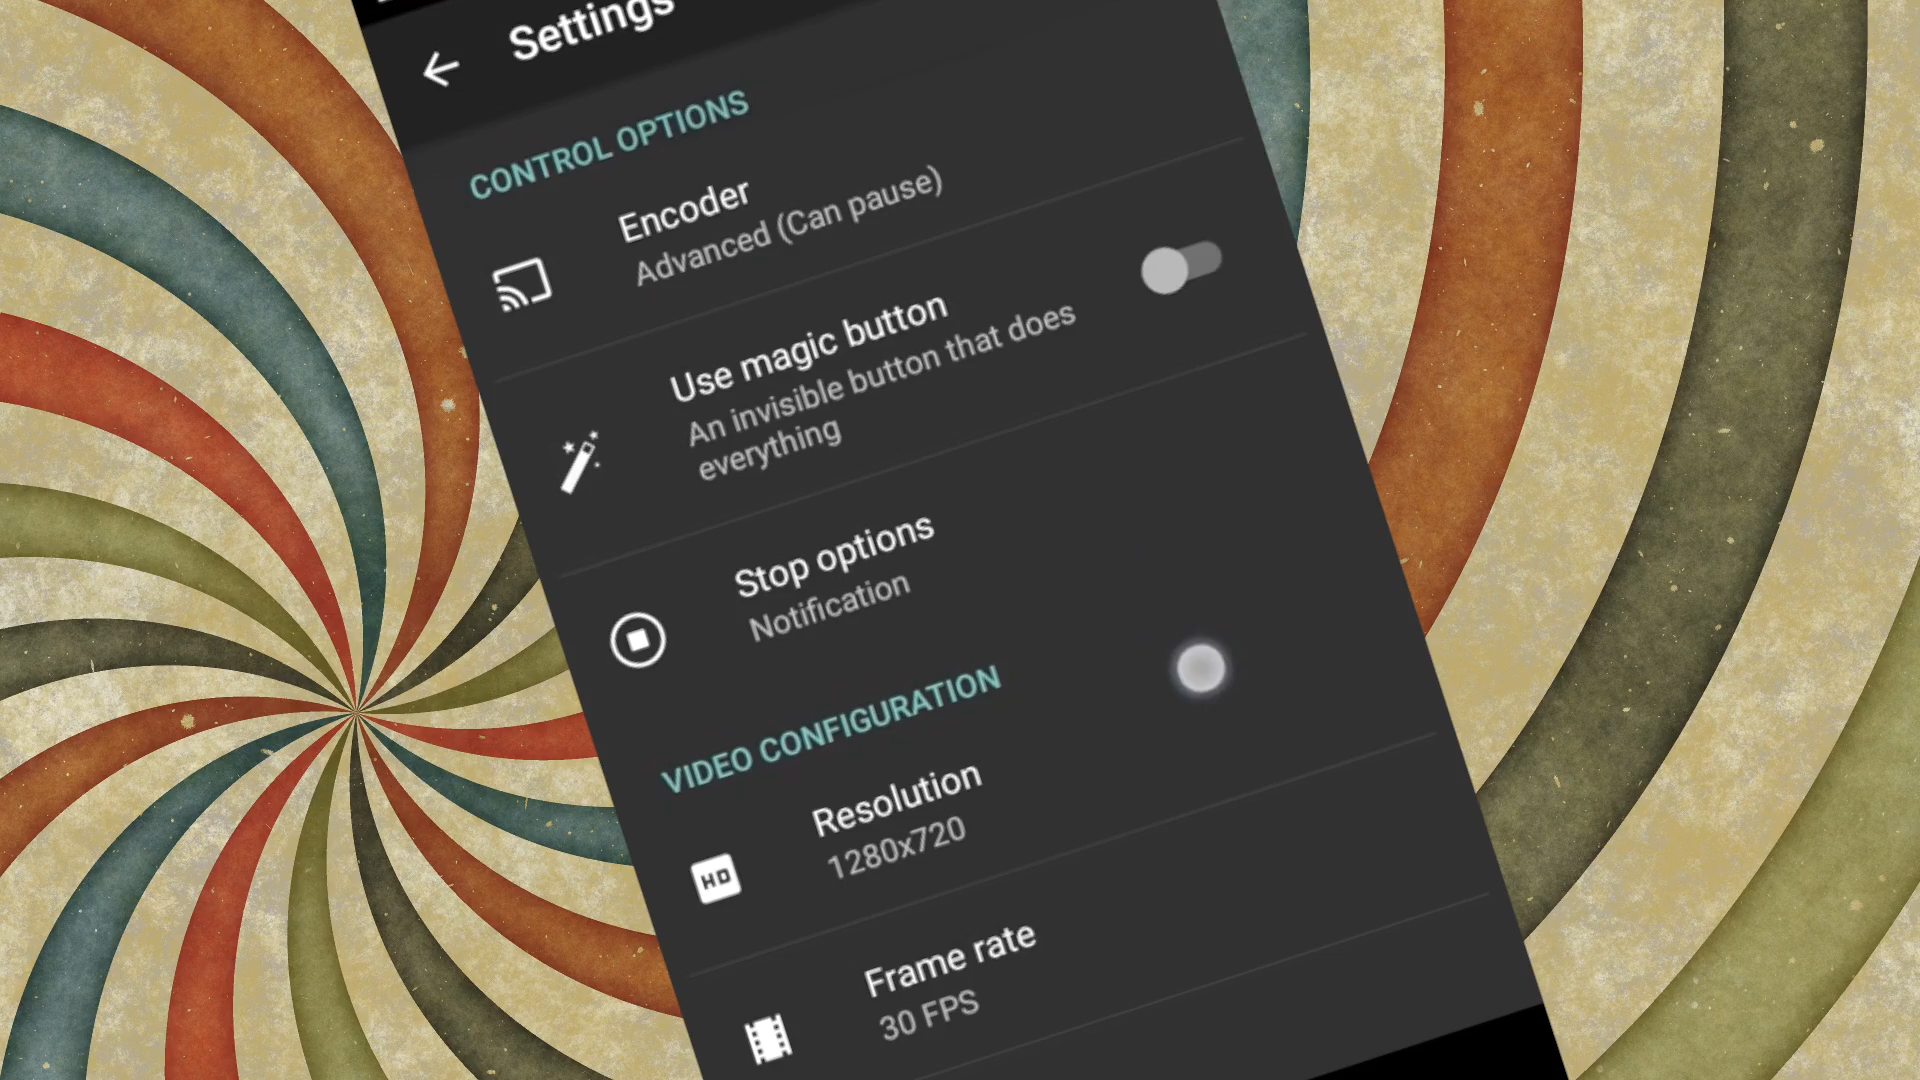 Settings
CONTROL OPTIONS
Encoder
Advanced (Can pause)
Use magic button
An invisible button that does
everything
Stop options
Notification
VIDEO CONFIGURATION
Resolution
1280x720
HD
Frame rate
30 FPS